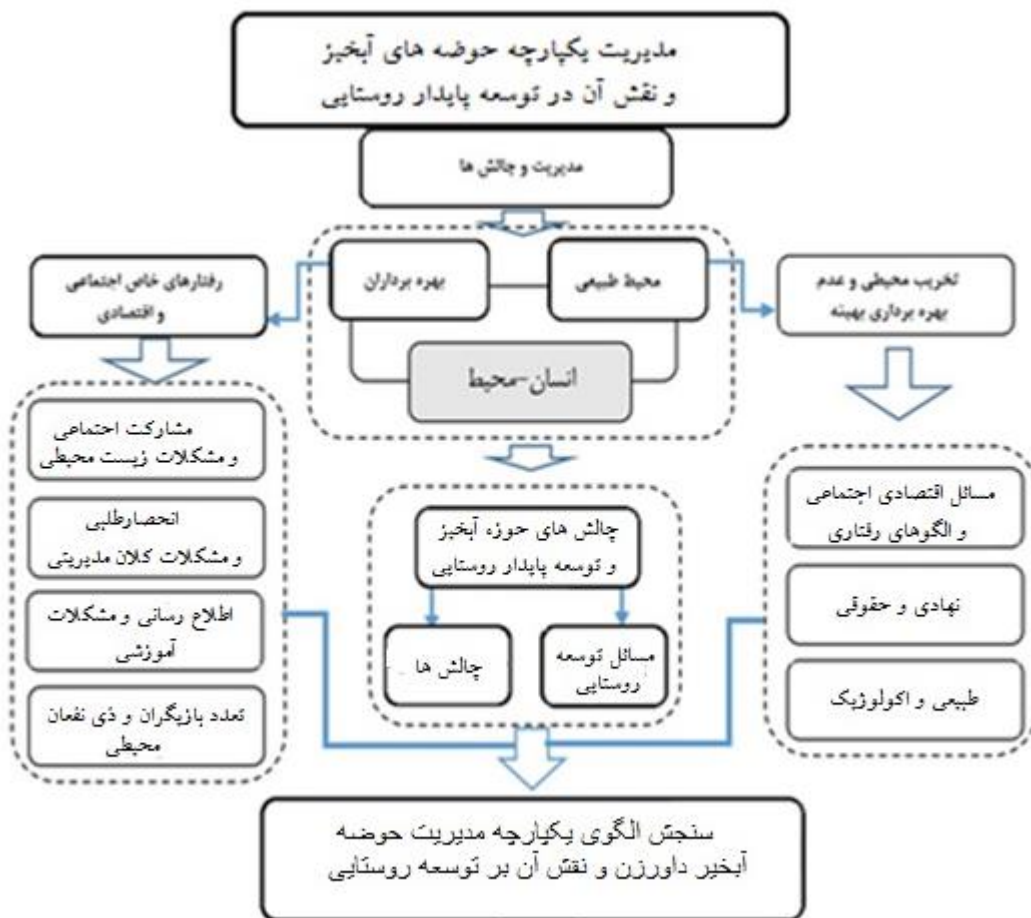 مدیریت یکپارچه حوضه های آبخیز
و نقش آن در توسعه پایدار روستایی
مدیریت و چالش ها
محیط طبیعی
بهره برداران
انسان-محیط
تخریب محیطی و عدم
بهره برداری بهینه
رفتارهای خاص اجتماعی
و اقتصادی
مسائل اقتصادی اجتماعی
و الگوهای رفتاری
نهادی و حقوقی
طبیعی و اکولوژیک
چالش های حوزه آبخیز
و توسعه پایدار روستایی
مسائل توسعه
روستایی
چالش ها
مشارکت اجتماعی
و مشکلات زیست محیطی
انحصارطلبی
و مشکلات کلان مدیریتی
اطلاع رسانی و مشکلات
آموزشی
تعدد بازیگران و ذی نفعان
محیطی
سنجش الگوی یکپارچه مدیریت حوضه
آبخیر داورزن و نقش آن بر توسعه روستایی